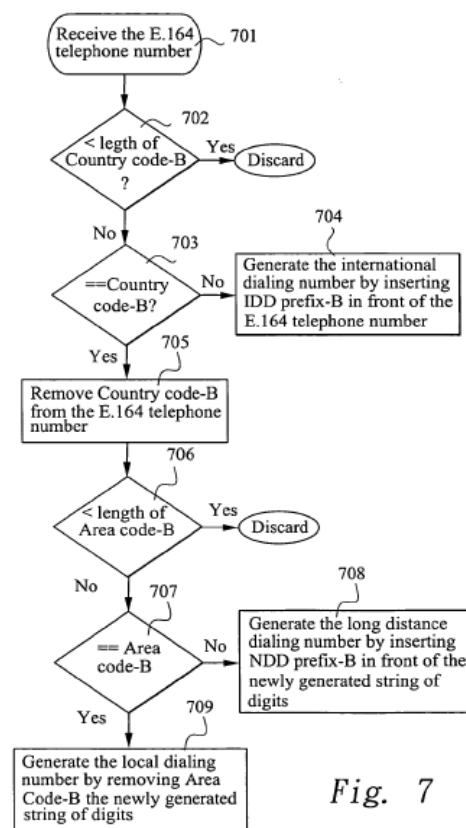 Receive the E.164
telephone number
701
702
< legth of
Country code-B
?
Yes
Discard
No
703
==Country
code-B?
No
704
Generate the international
dialing number by inserting
IDD prefix-B in front of the
E.164 telephone number
Yes
705
Remove Country code-B
from the E.164 telephone
number
706
< length of
Area code-B
Yes
Discard
No
707
== Area
code-B
No
708
Generate the long distance
dialing number by inserting
NDD prefix-B in front of the
newly generated string of
digits
Yes
709
Generate the local dialing
number by removing Area
Code-B the newly generated
string of digits
Fig. 7